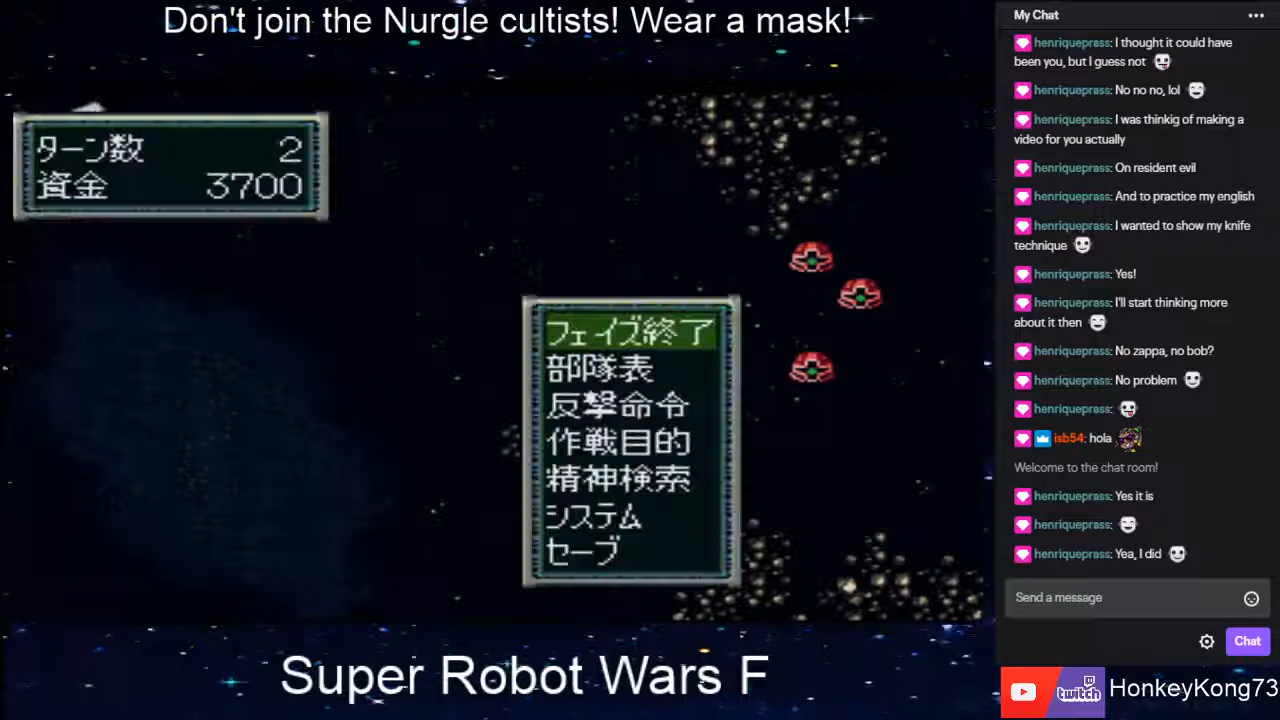 Don't join the Nurgle cultists! Wear a mask!
ターン数 2
資金 3700
フェイズ終了
部隊表
反撃命令
作戦目的
精神検索
システム
セーブ
Super Robot Wars F
My Chat
henriqueprass: I thought it could have
been you, but I guess not
henriqueprass: No no no, lol
henriqueprass: I was thinkig of making a
video for you actually
henriqueprass: On resident evil
henriqueprass: And to practice my english
henriqueprass: I wanted to show my knife
technique
henriqueprass: Yes!
henriqueprass: I'll start thinking more
about it then
henriqueprass: No zappa, no bob?
henriqueprass: No problem
henriqueprass:
isb54: hola
Welcome to the chat room!
henriqueprass: Yes it is
henriqueprass:
henriqueprass: Yea, I did
Send a message
Chat
twitch HonkeyKong73